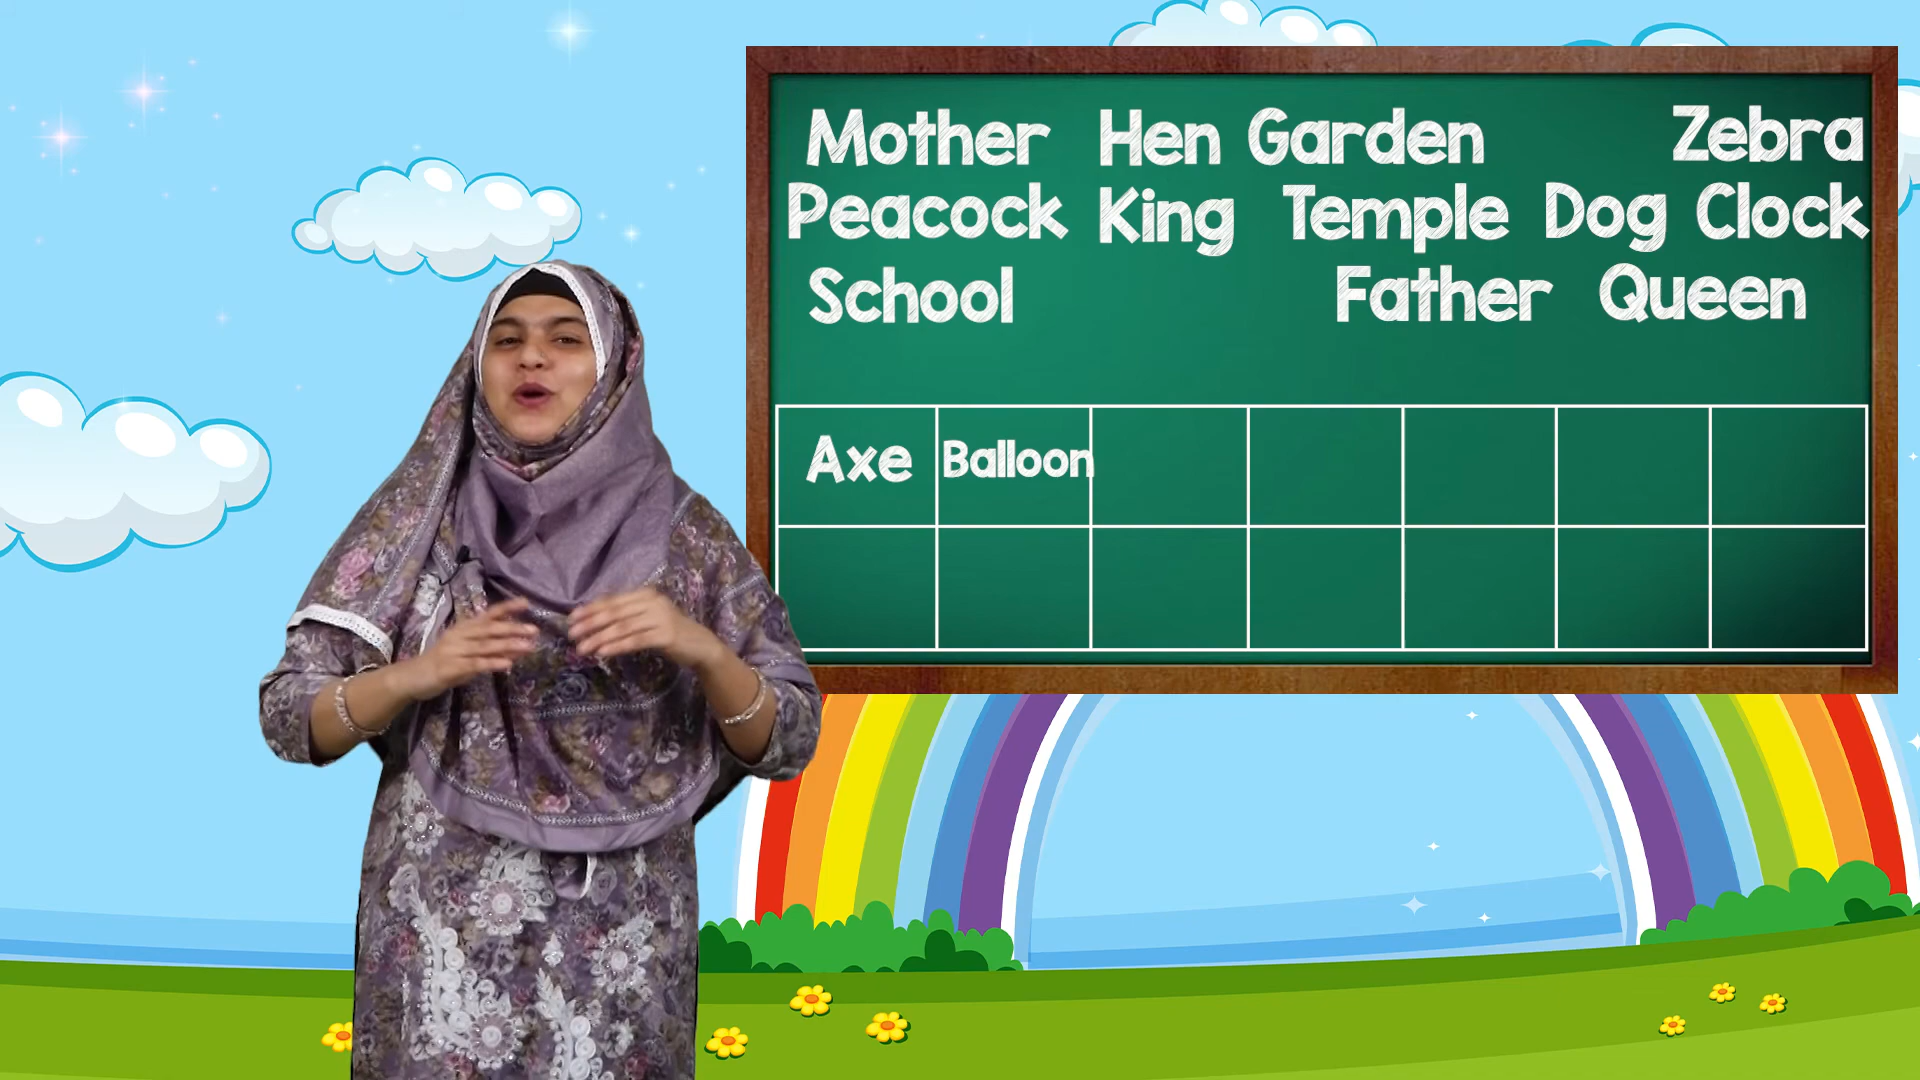 Mother Hen Garden Zebra
Peacock King Temple Dog Clock
School Father Queen
Axe Balloon